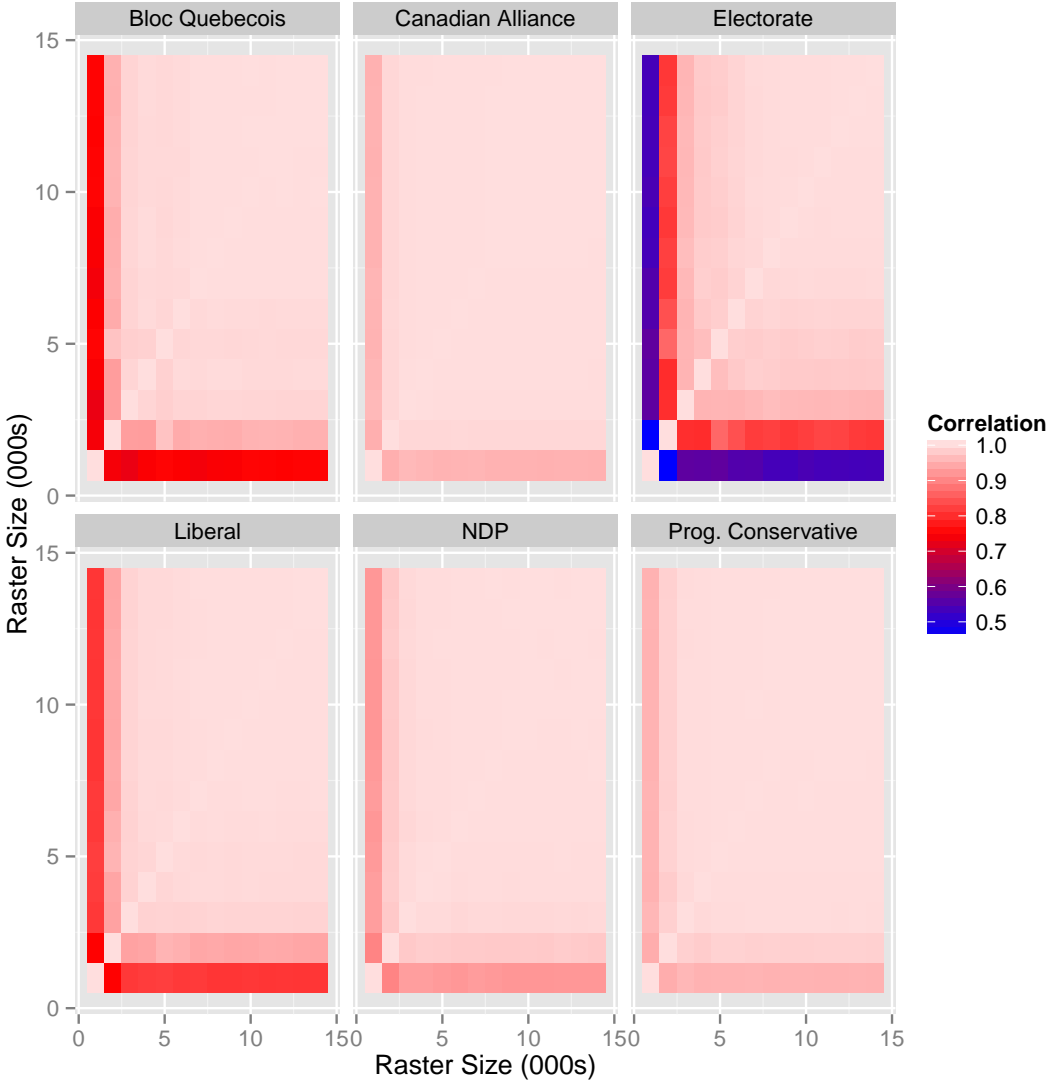 Bloc Quebecois Canadian Alliance Electorate
15
10
5
0
Liberal NDP Prog. Conservative
15
10
5
0
0 5 10 15 0 5 10 15 0 5 10 15
Raster Size (000s)
Raster Size (000s)
Correlation
1.0
0.9
0.8
0.7
0.6
0.5